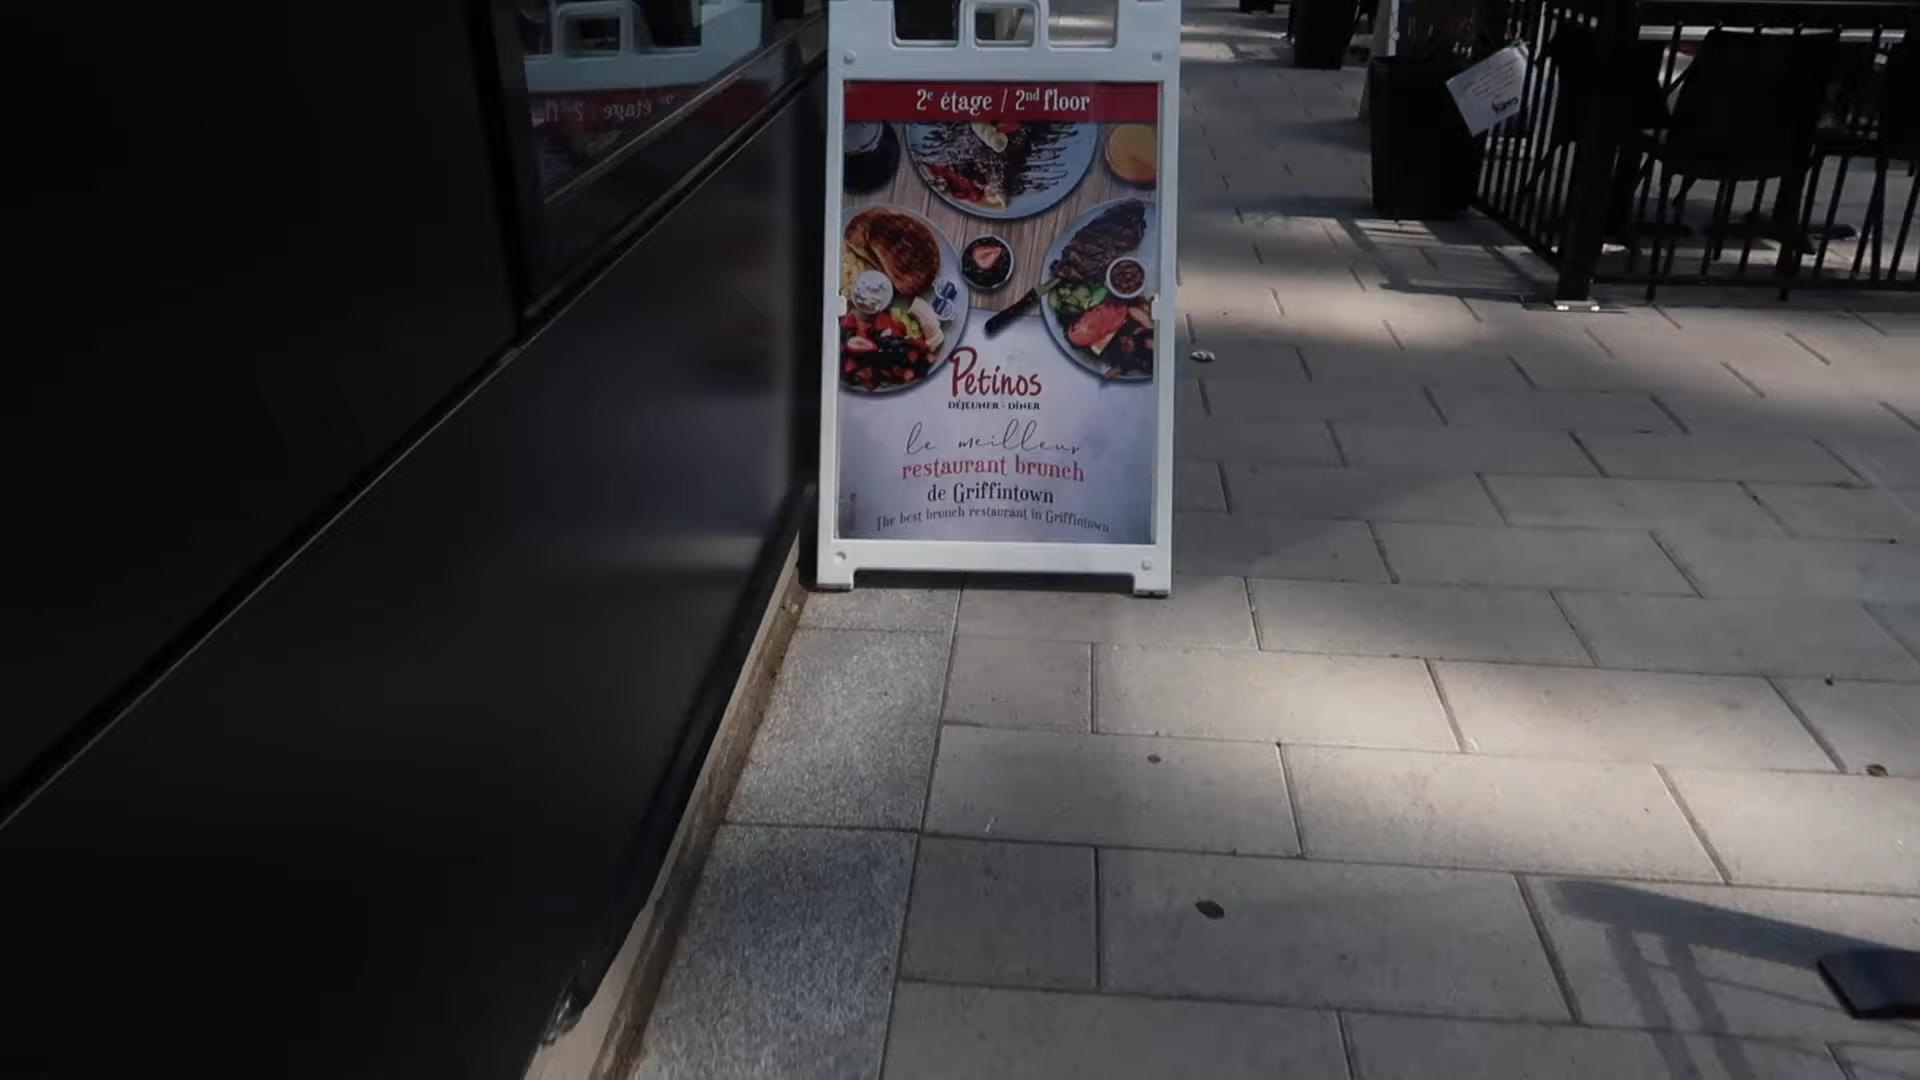 2e étage / 2nd floor
Petinos
DÉJEUNER - DÎNER
le meilleur
restaurant brunch
de Griffintown
The best brunch restaurant in Griffintown